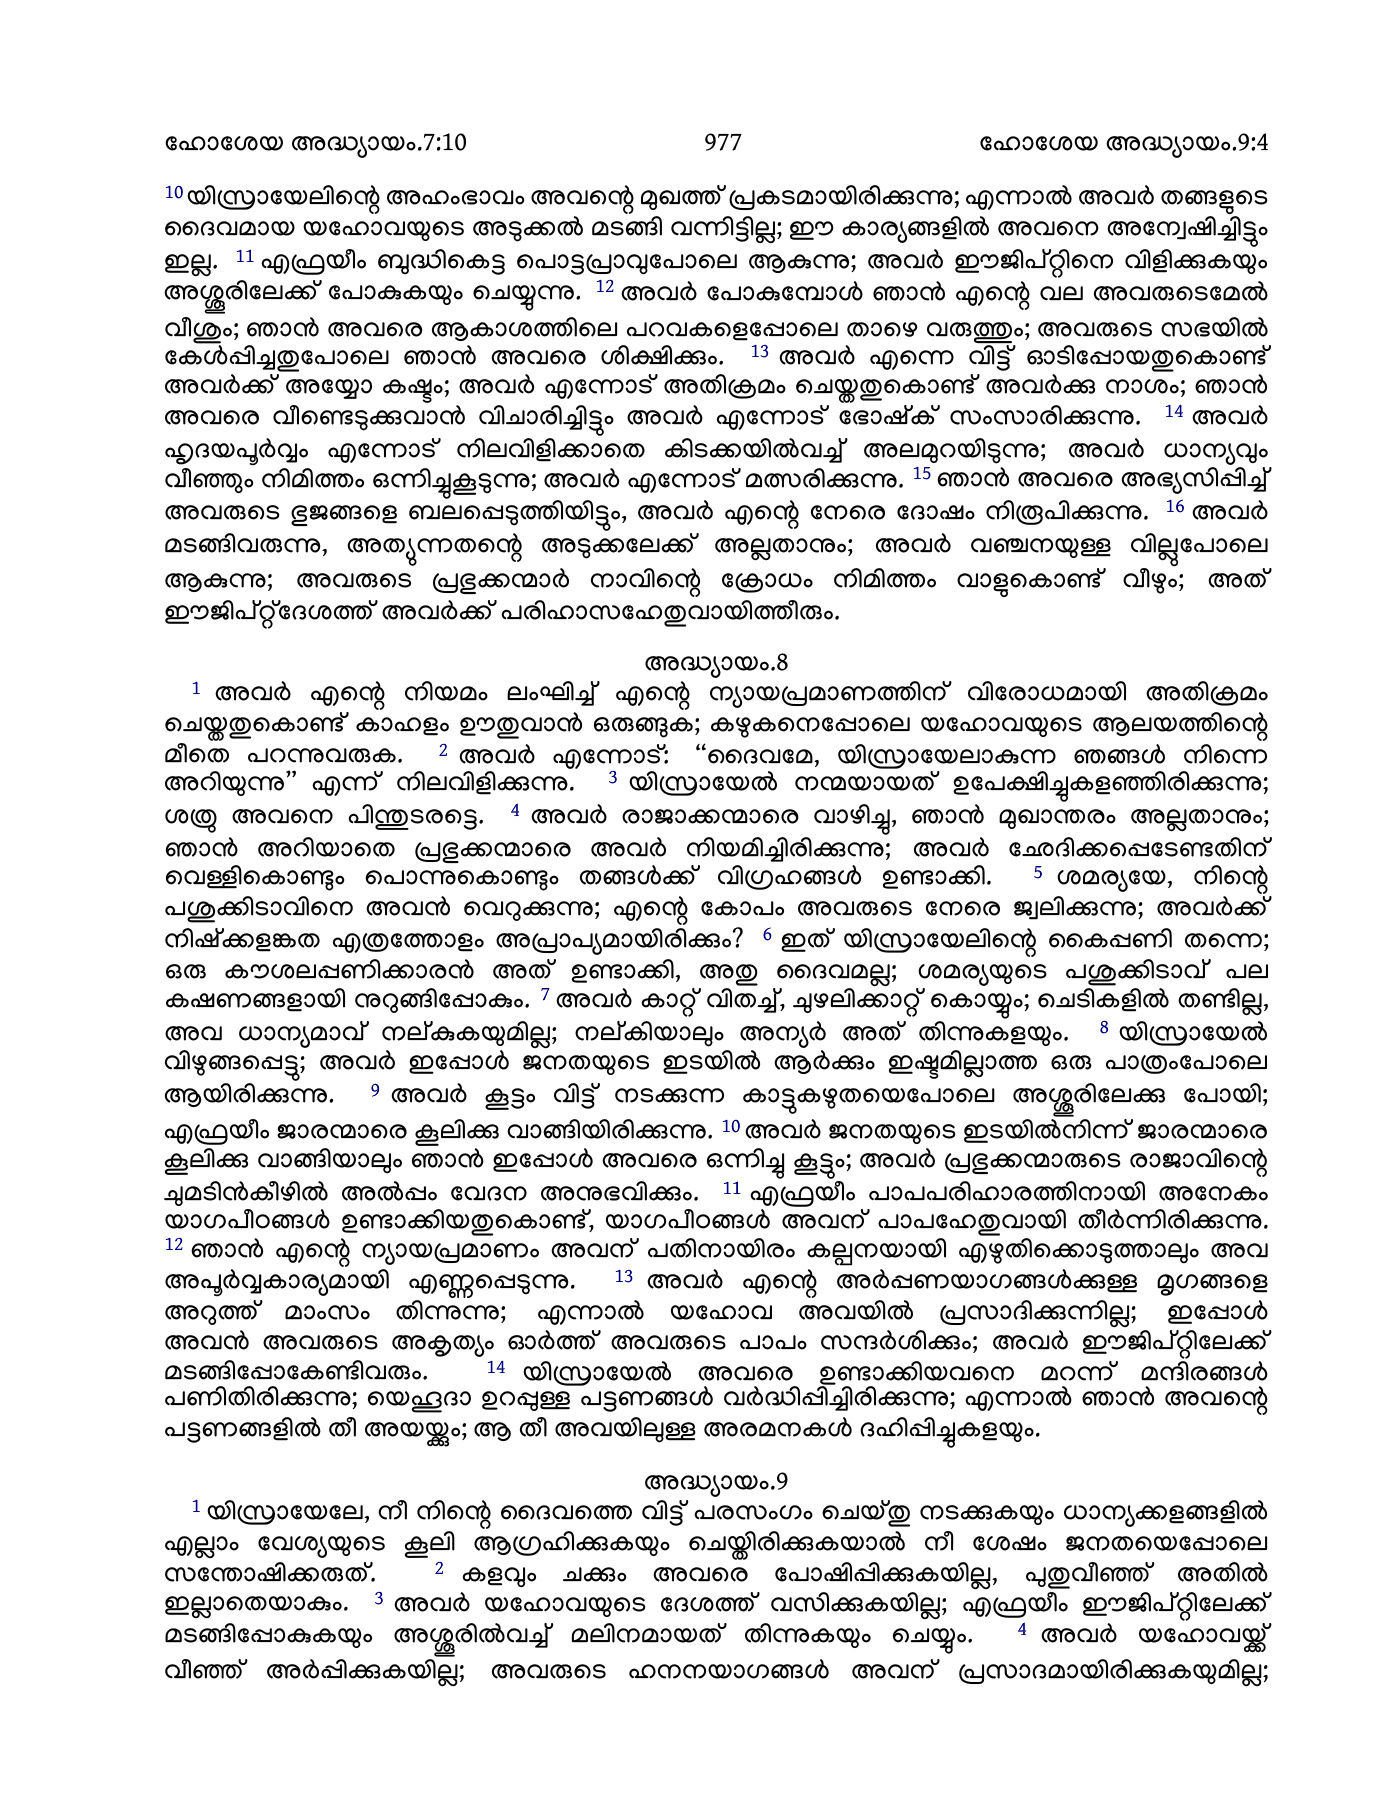 ഹോശേയ അദ്ധ്യായം.7:10 977 ഹോശേയ അദ്ധ്യായം.9:4
10 യിസ്രായേലിന്റെ അഹംഭാവം അവന്റെ മുഖത്ത് പ്രകടമായിരിക്കുന്നു; എന്നാൽ അവർ തങ്ങളുടെ
ദൈവമായ യഹോവയുടെ അടുക്കൽ മടങ്ങി വന്നിട്ടില്ല; ഈ കാര്യങ്ങളിൽ അവനെ അന്വേഷിച്ചിട്ടും
ഇല്ല. 11 എഫ്രയീം ബുദ്ധികെട്ട പൊട്ടപ്രാവുപോലെ ആകുന്നു; അവർ ഈജിപ്റ്റിനെ വിളിക്കുകയും
അശ്ശൂരിലേക്ക് പോകുകയും ചെയ്യുന്നു. 12 അവർ പോകുമ്പോൾ ഞാൻ എന്റെ വല അവരുടെമേൽ
വീശും; ഞാൻ അവരെ ആകാശത്തിലെ പറവകളെപ്പോലെ താഴെ വരുത്തും; അവരുടെ സഭയിൽ
കേൾപ്പിച്ചതുപോലെ ഞാൻ അവരെ ശിക്ഷിക്കും. 13 അവർ എന്നെ വിട്ട് ഓടിപ്പോയതുകൊണ്ട്
അവർക്ക് അയ്യോ കഷ്ടം; അവർ എന്നോട് അതിക്രമം ചെയ്തതുകൊണ്ട് അവർക്കു നാശം; ഞാൻ
അവരെ വീണ്ടെടുക്കുവാൻ വിചാരിച്ചിട്ടും അവർ എന്നോട് ഭോഷ്ക് സംസാരിക്കുന്നു. 14 അവർ
ഹൃദയപൂർവ്വം എന്നോട് നിലവിളിക്കാതെ കിടക്കയിൽവച്ച് അലമുറയിടുന്നു; അവർ ധാന്യവും
വീഞ്ഞും നിമിത്തം ഒന്നിച്ചുകൂടുന്നു; അവർ എന്നോട് മത്സരിക്കുന്നു. 15 ഞാൻ അവരെ അഭ്യസിപ്പിച്ച്
അവരുടെ ഭുജങ്ങളെ ബലപ്പെടുത്തിയിട്ടും, അവർ എന്റെ നേരെ ദോഷം നിരൂപിക്കുന്നു. 16 അവർ
മടങ്ങിവരുന്നു, അത്യുന്നതന്റെ അടുക്കലേക്ക് അല്ലതാനും; അവർ വഞ്ചനയുള്ള വില്ലുപോലെ
ആകുന്നു; അവരുടെ പ്രഭുക്കന്മാർ നാവിന്റെ ക്രോധം നിമിത്തം വാളുകൊണ്ട് വീഴും; അത്
ഈജിപ്റ്റ്ദേശത്ത് അവർക്ക് പരിഹാസഹേതുവായിത്തീരും.
അദ്ധ്യായം.8
1 അവർ എന്റെ നിയമം ലംഘിച്ച് എന്റെ ന്യായപ്രമാണത്തിന് വിരോധമായി അതിക്രമം
ചെയ്തതുകൊണ്ട് കാഹളം ഊതുവാൻ ഒരുങ്ങുക; കഴുകനെപ്പോലെ യഹോവയുടെ ആലയത്തിന്റെ
മീതെ പറന്നുവരുക. 2 അവർ എന്നോട്: “ദൈവമേ, യിസ്രായേലാകുന്ന ഞങ്ങൾ നിന്നെ
അറിയുന്നു” എന്ന് നിലവിളിക്കുന്നു. 3 യിസ്രായേൽ നന്മയായത് ഉപേക്ഷിച്ചുകളഞ്ഞിരിക്കുന്നു;
ശത്രു അവനെ പിന്തുടരട്ടെ. 4 അവർ രാജാക്കന്മാരെ വാഴിച്ചു, ഞാൻ മുഖാന്തരം അല്ലതാനും;
ഞാൻ അറിയാതെ പ്രഭുക്കന്മാരെ അവർ നിയമിച്ചിരിക്കുന്നു; അവർ ഛേദിക്കപ്പെടേണ്ടതിന്
വെള്ളികൊണ്ടും പൊന്നുകൊണ്ടും തങ്ങൾക്ക് വിഗ്രഹങ്ങൾ ഉണ്ടാക്കി. 5 ശമര്യയേ, നിന്റെ
പശുക്കിടാവിനെ അവൻ വെറുക്കുന്നു; എന്റെ കോപം അവരുടെ നേരെ ജ്വലിക്കുന്നു; അവർക്ക്
നിഷ്ക്കളങ്കത എത്രത്തോളം അപ്രാപ്യമായിരിക്കും? 6 ഇത് യിസ്രായേലിന്റെ കൈപ്പണി തന്നെ;
ഒരു കൗശലപ്പണിക്കാരൻ അത് ഉണ്ടാക്കി, അതു ദൈവമല്ല; ശമര്യയുടെ പശുക്കിടാവ് പല
കഷണങ്ങളായി നുറുങ്ങിപ്പോകും. 7 അവർ കാറ്റ് വിതച്ച്, ചുഴലിക്കാറ്റ് കൊയ്യും; ചെടികളിൽ തണ്ടില്ല,
അവ ധാന്യമാവ് നല്കുകയുമില്ല; നല്കിയാലും അന്യർ അത് തിന്നുകളയും. 8 യിസ്രായേൽ
വിഴുങ്ങപ്പെട്ടു; അവർ ഇപ്പോൾ ജനതയുടെ ഇടയിൽ ആർക്കും ഇഷ്ടമില്ലാത്ത ഒരു പാത്രംപോലെ
ആയിരിക്കുന്നു. 9 അവർ കൂട്ടം വിട്ട് നടക്കുന്ന കാട്ടുകഴുതയെപോലെ അശ്ശൂരിലേക്കു പോയി;
എഫ്രയീം ജാരന്മാരെ കൂലിക്കു വാങ്ങിയിരിക്കുന്നു. 10 അവർ ജനതയുടെ ഇടയിൽനിന്ന് ജാരന്മാരെ
കൂലിക്കു വാങ്ങിയാലും ഞാൻ ഇപ്പോൾ അവരെ ഒന്നിച്ചു കൂട്ടും; അവർ പ്രഭുക്കന്മാരുടെ രാജാവിന്റെ
ചുമടിൻകീഴിൽ അൽപ്പം വേദന അനുഭവിക്കും. 11 എഫ്രയീം പാപപരിഹാരത്തിനായി അനേകം
യാഗപീഠങ്ങൾ ഉണ്ടാക്കിയതുകൊണ്ട്, യാഗപീഠങ്ങൾ അവന് പാപഹേതുവായി തീർന്നിരിക്കുന്നു.
12 ഞാൻ എന്റെ ന്യായപ്രമാണം അവന് പതിനായിരം കല്പനയായി എഴുതിക്കൊടുത്താലും അവ
അപൂർവ്വകാര്യമായി എണ്ണപ്പെടുന്നു. 13 അവർ എന്റെ അർപ്പണയാഗങ്ങൾക്കുള്ള മൃഗങ്ങളെ
അറുത്ത് മാംസം തിന്നുന്നു; എന്നാൽ യഹോവ അവയിൽ പ്രസാദിക്കുന്നില്ല; ഇപ്പോൾ
അവൻ അവരുടെ അകൃത്യം ഓർത്ത് അവരുടെ പാപം സന്ദർശിക്കും; അവർ ഈജിപ്റ്റിലേക്ക്
മടങ്ങിപ്പോകേണ്ടിവരും. 14 യിസ്രായേൽ അവരെ ഉണ്ടാക്കിയവനെ മറന്ന് മന്ദിരങ്ങൾ
പണിതിരിക്കുന്നു; യെഹൂദാ ഉറപ്പുള്ള പട്ടണങ്ങൾ വർദ്ധിപ്പിച്ചിരിക്കുന്നു; എന്നാൽ ഞാൻ അവന്റെ
പട്ടണങ്ങളിൽ തീ അയയ്ക്കും; ആ തീ അവയിലുള്ള അരമനകൾ ദഹിപ്പിച്ചുകളയും.
അദ്ധ്യായം.9
1 യിസ്രായേലേ, നീ നിന്റെ ദൈവത്തെ വിട്ട് പരസംഗം ചെയ്തു നടക്കുകയും ധാന്യക്കളങ്ങളിൽ
എല്ലാം വേശ്യയുടെ കൂലി ആഗ്രഹിക്കുകയും ചെയ്തിരിക്കുകയാൽ നീ ശേഷം ജനതയെപ്പോലെ
സന്തോഷിക്കരുത്. 2 കളവും ചക്കും അവരെ പോഷിപ്പിക്കുകയില്ല, പുതുവീഞ്ഞ് അതിൽ
ഇല്ലാതെയാകും. 3 അവർ യഹോവയുടെ ദേശത്ത് വസിക്കുകയില്ല; എഫ്രയീം ഈജിപ്റ്റിലേക്ക്
മടങ്ങിപ്പോകുകയും അശ്ശൂരിൽവച്ച് മലിനമായത് തിന്നുകയും ചെയ്യും. 4 അവർ യഹോവയ്ക്ക്
വീഞ്ഞ് അർപ്പിക്കുകയില്ല; അവരുടെ ഹനനയാഗങ്ങൾ അവന് പ്രസാദമായിരിക്കുകയുമില്ല;